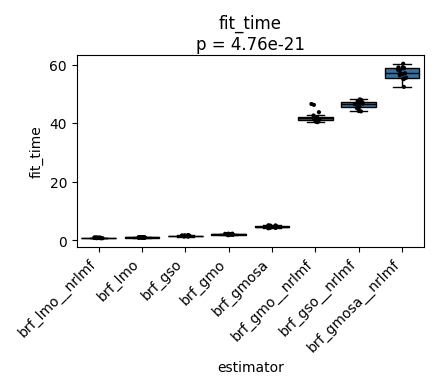 fit_time
p = 4.76e-21
fit_time
60
40
20
0
brf_lmo__nrlmf
brf_lmo
brf_gso
brf_gmo
brf_gmosa
brf_gmo__nrlmf
brf_gso__nrlmf
brf_gmosa__nrlmf
estimator